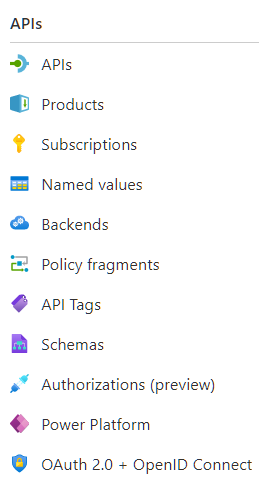 APIs
APIs
Products
Subscriptions
Named values
Backends
Policy fragments
API Tags
Schemas
Authorizations (preview)
Power Platform
OAuth 2.0 + OpenID Connect